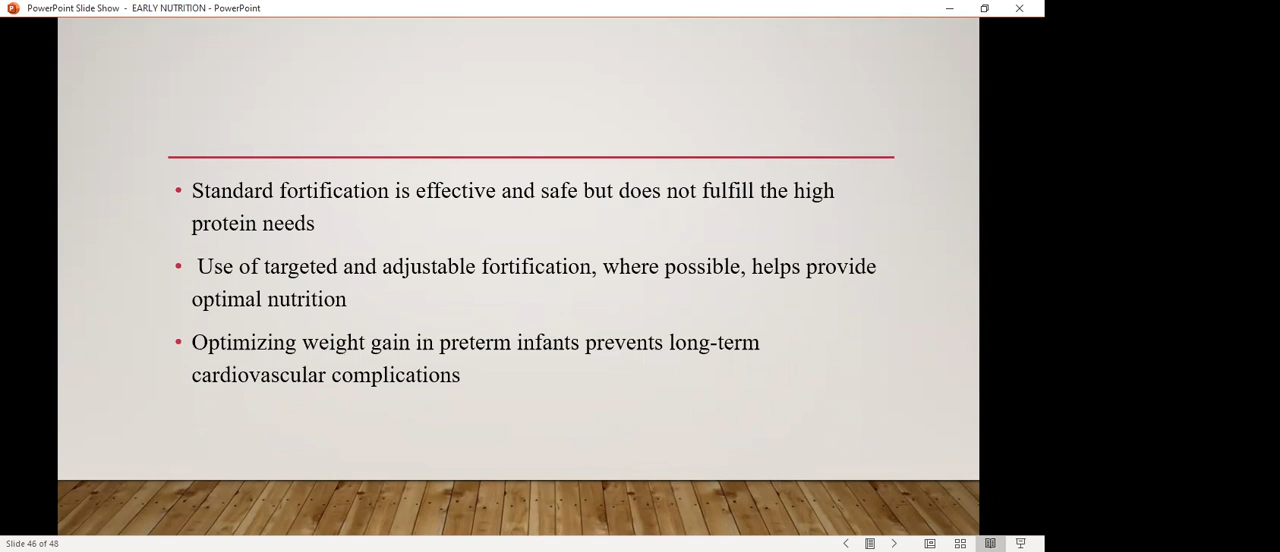 PowerPoint Slide Show - EARLY NUTRITION - PowerPoint
• Standard fortification is effective and safe but does not fulfill the high
protein needs
• Use of targeted and adjustable fortification, where possible, helps provide
optimal nutrition
• Optimizing weight gain in preterm infants prevents long-term
cardiovascular complications
Slide 46 of 48